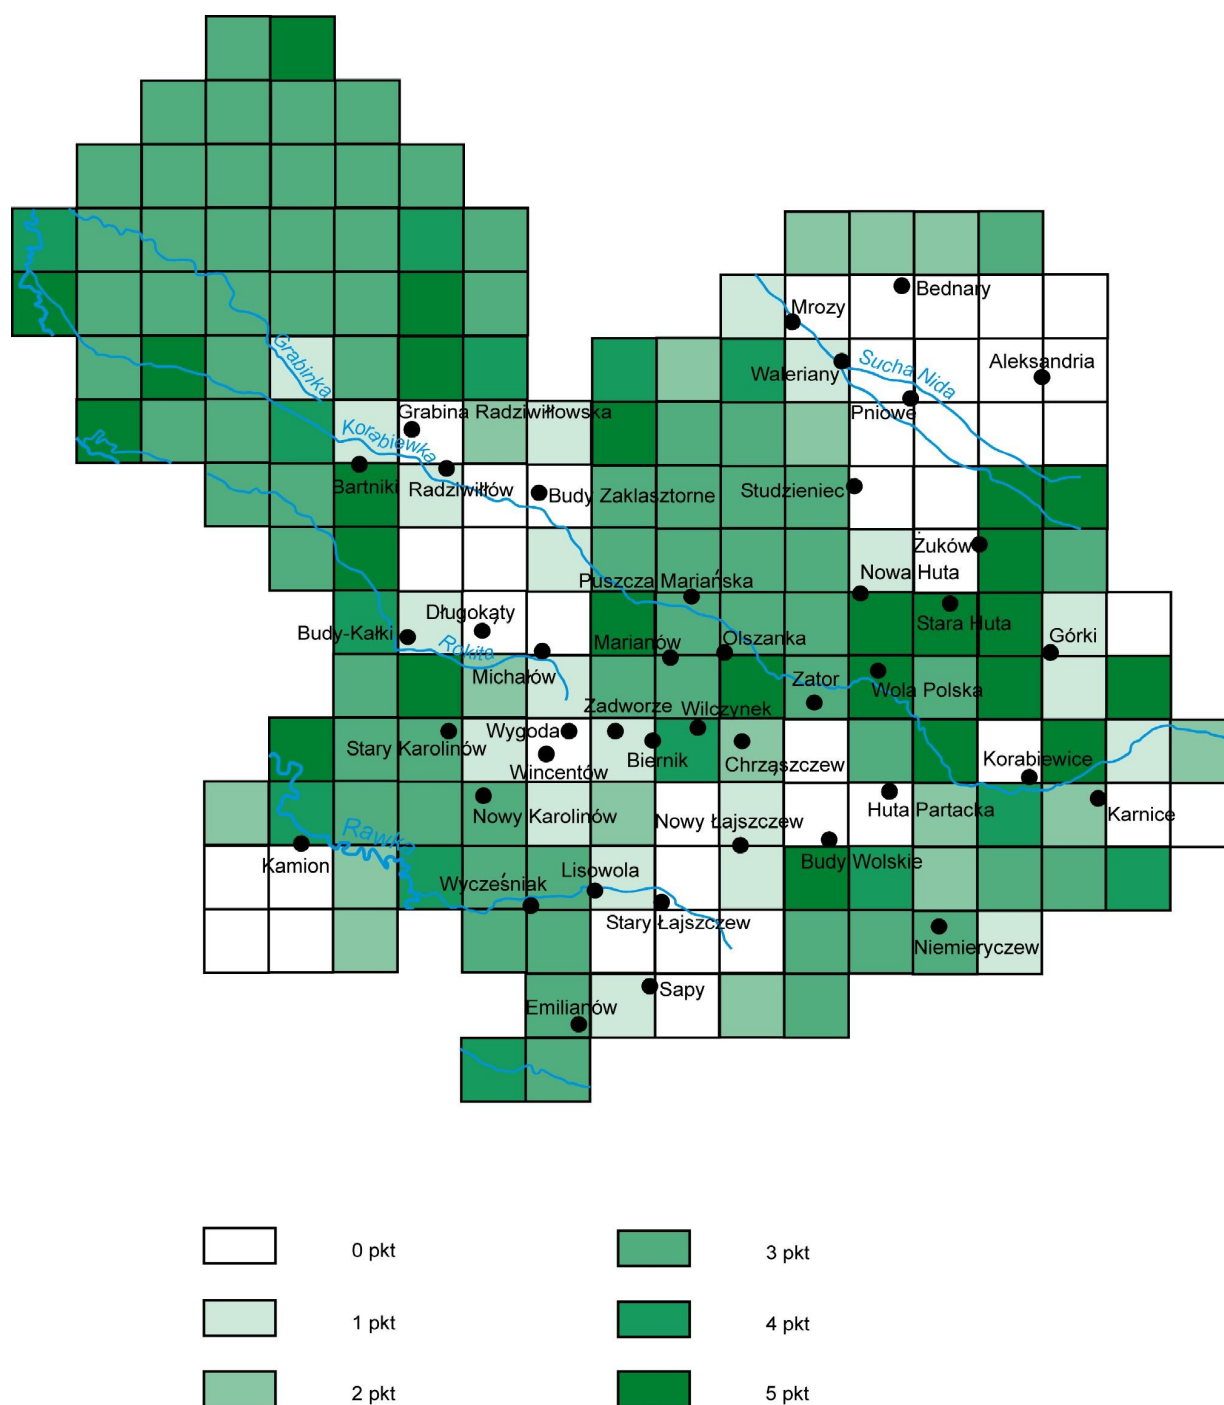 Bednary
Mrozy
Sucha Nida
Aleksandria
Waleriany
Grabinka
Pniowe
Grabina Radziwiłłowska
Korabiewka
Bartniki
Radziwiłłów
Budy Zaklasztorne
Studzieniec
Żuków
Nowa Huta
Puszcza Mariańska
Długokąty
Stara Huta
Budy-Kałki
Rokita
Marianów
Olszanka
Górki
Michałów
Zator
Wola Polska
Zadworze
Wilczynek
Stary Karolinów
Wygoda
Wincentów
Biernik
Chrząszczew
Korabiewice
Nowy Karolinów
Nowy Łajszczew
Huta Partacka
Karnice
Rawka
Kamion
Budy Wolskie
Lisowola
Wycześniak
Stary Łajszczew
Niemieryczew
Sapy
Emilianów
0 pkt
3 pkt
1 pkt
4 pkt
2 pkt
5 pkt